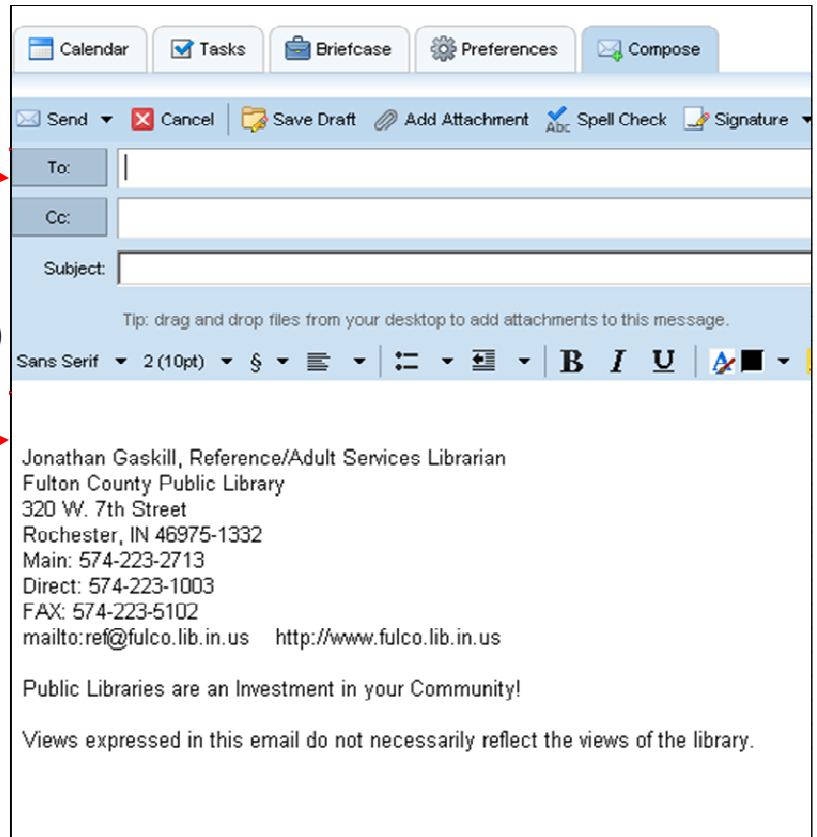 Calendar Tasks Briefcase Preferences Compose
Send Cancel Save Draft Add Attachment ABC Spell Check Signature
To:
Cc:
Subject:
Tip: drag and drop files from your desktop to add attachments to this message.
Sans Serif 2 (10pt) § B I U
Jonathan Gaskill, Reference/Adult Services Librarian
Fulton County Public Library
320 W. 7th Street
Rochester, IN 46975-1332
Main: 574-223-2713
Direct: 574-223-1003
FAX: 574-223-5102
mailto:ref@fulco.lib.in.us http://www.fulco.lib.in.us
Public Libraries are an Investment in your Community!
Views expressed in this email do not necessarily reflect the views of the library.